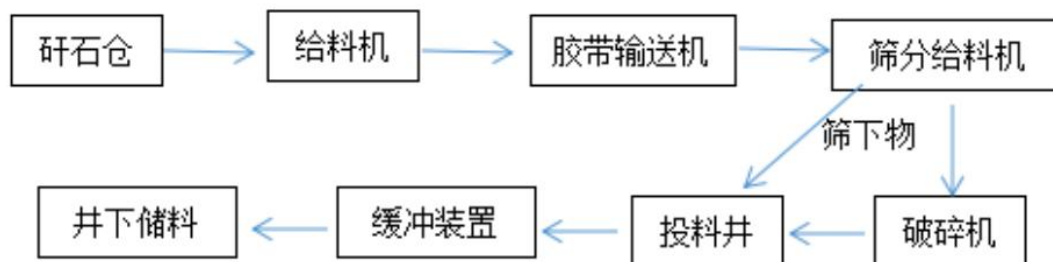 矸石仓
给料机
胶带输送机
筛分给料机
筛下物
井下储料
缓冲装置
投料井
破碎机